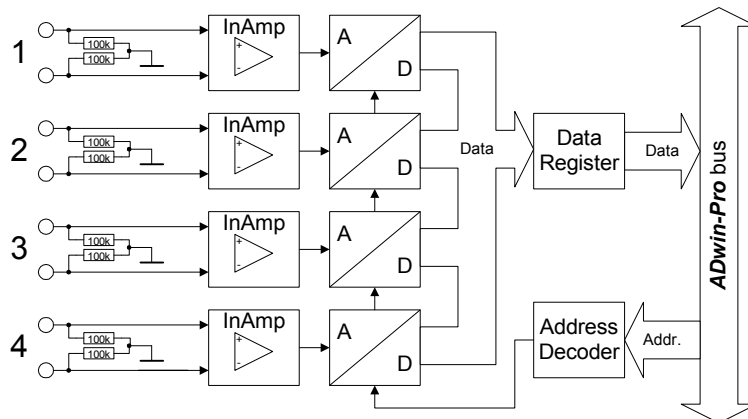 1
100k
100k
InAmp
+
-
A
D
2
100k
100k
InAmp
+
-
A
D
3
100k
100k
InAmp
+
-
A
D
4
100k
100k
InAmp
+
-
A
D
Data
Data
Register
Data
Address
Decoder
Addr.
ADwin-Pro bus